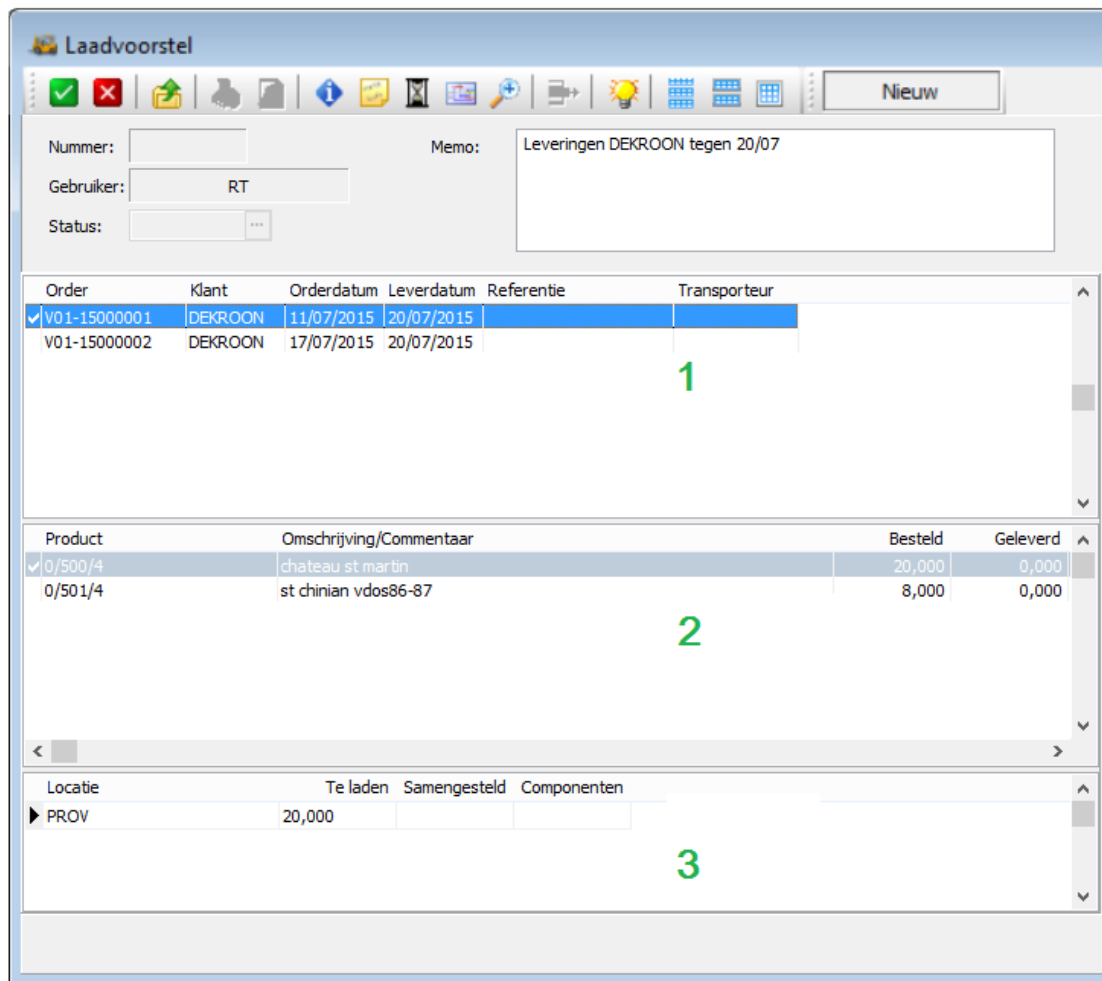 Laadvoorstel
Nieuw
Nummer:
Memo: Leveringen DEKROON tegen 20/07
Gebruiker: RT
Status: ...
Order Klant Orderdatum Leverdatum Referentie Transporteur
V01-15000001 DEKROON 11/07/2015 20/07/2015
V01-15000002 DEKROON 17/07/2015 20/07/2015
1
Product Omschrijving/Commentaar Besteld Geleverd
0/500/4 chateau st martin 20,000 0,000
0/501/4 st chinian vdos86-87 8,000 0,000
2
Locatie Te laden Samengesteld Componenten
PROV 20,000
3